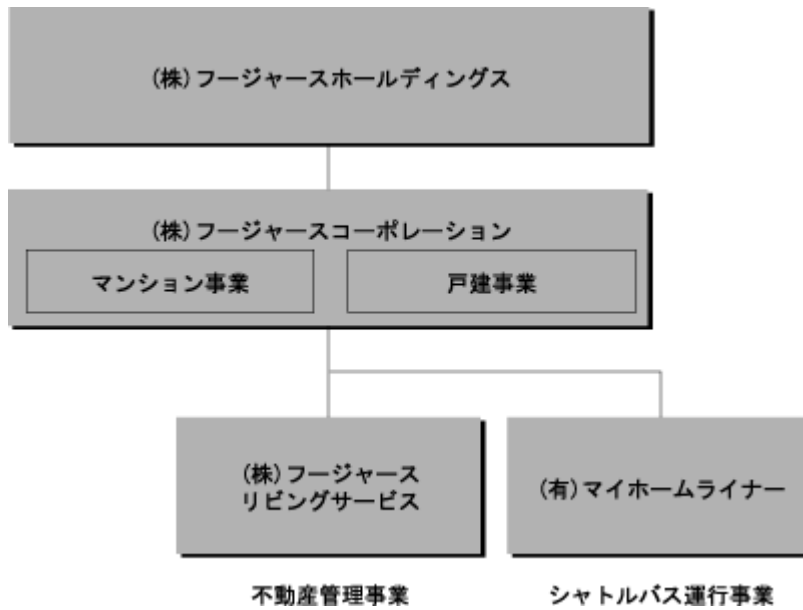 (株)フージャースホールディングス
(株)フージャースコーポレーション
マンション事業
戸建事業
(株)フージャース
リビングサービス
(有)マイホームライナー
不動産管理事業
シャトルバス運行事業